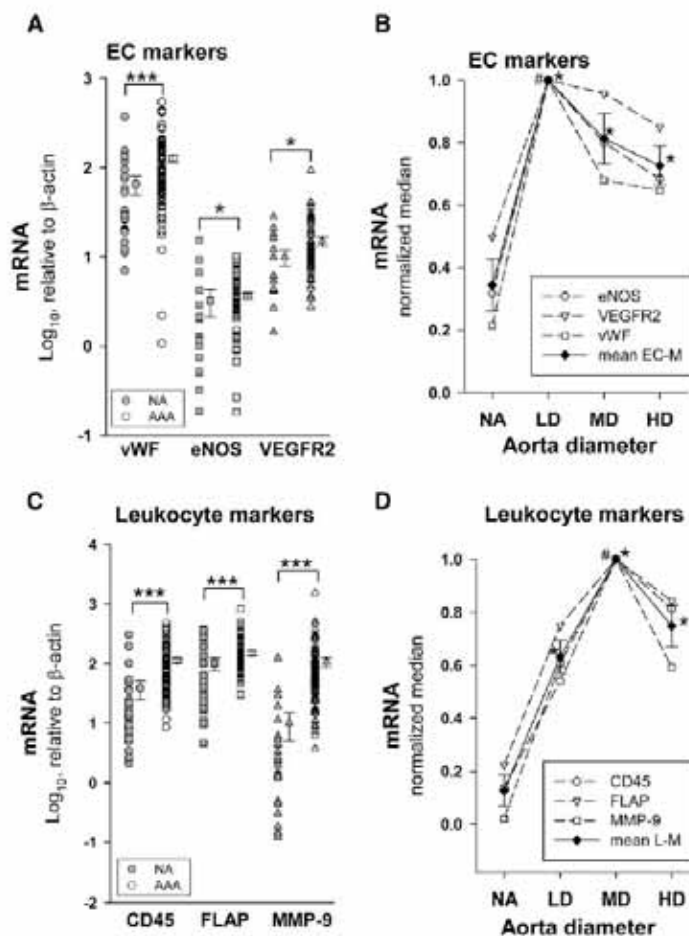 A
EC markers
3
2
1
0
-1
mRNA
Log10, relative to β-actin
***
*
*
NA
AAA
vWF eNOS VEGFR2
B
EC markers
1.0
0.8
0.6
0.4
0.2
0.0
mRNA
normalized median
#
*
*
*
eNOS
VEGFR2
vWF
mean EC-M
NA LD MD HD
Aorta diameter
C
Leukocyte markers
4
3
2
1
0
-1
-2
mRNA
Log10, relative to β-actin
***
***
***
NA
AAA
CD45 FLAP MMP-9
D
Leukocyte markers
1.0
0.8
0.6
0.4
0.2
0.0
mRNA
normalized median
*
#
*
*
CD45
FLAP
MMP-9
mean L-M
NA LD MD HD
Aorta diameter